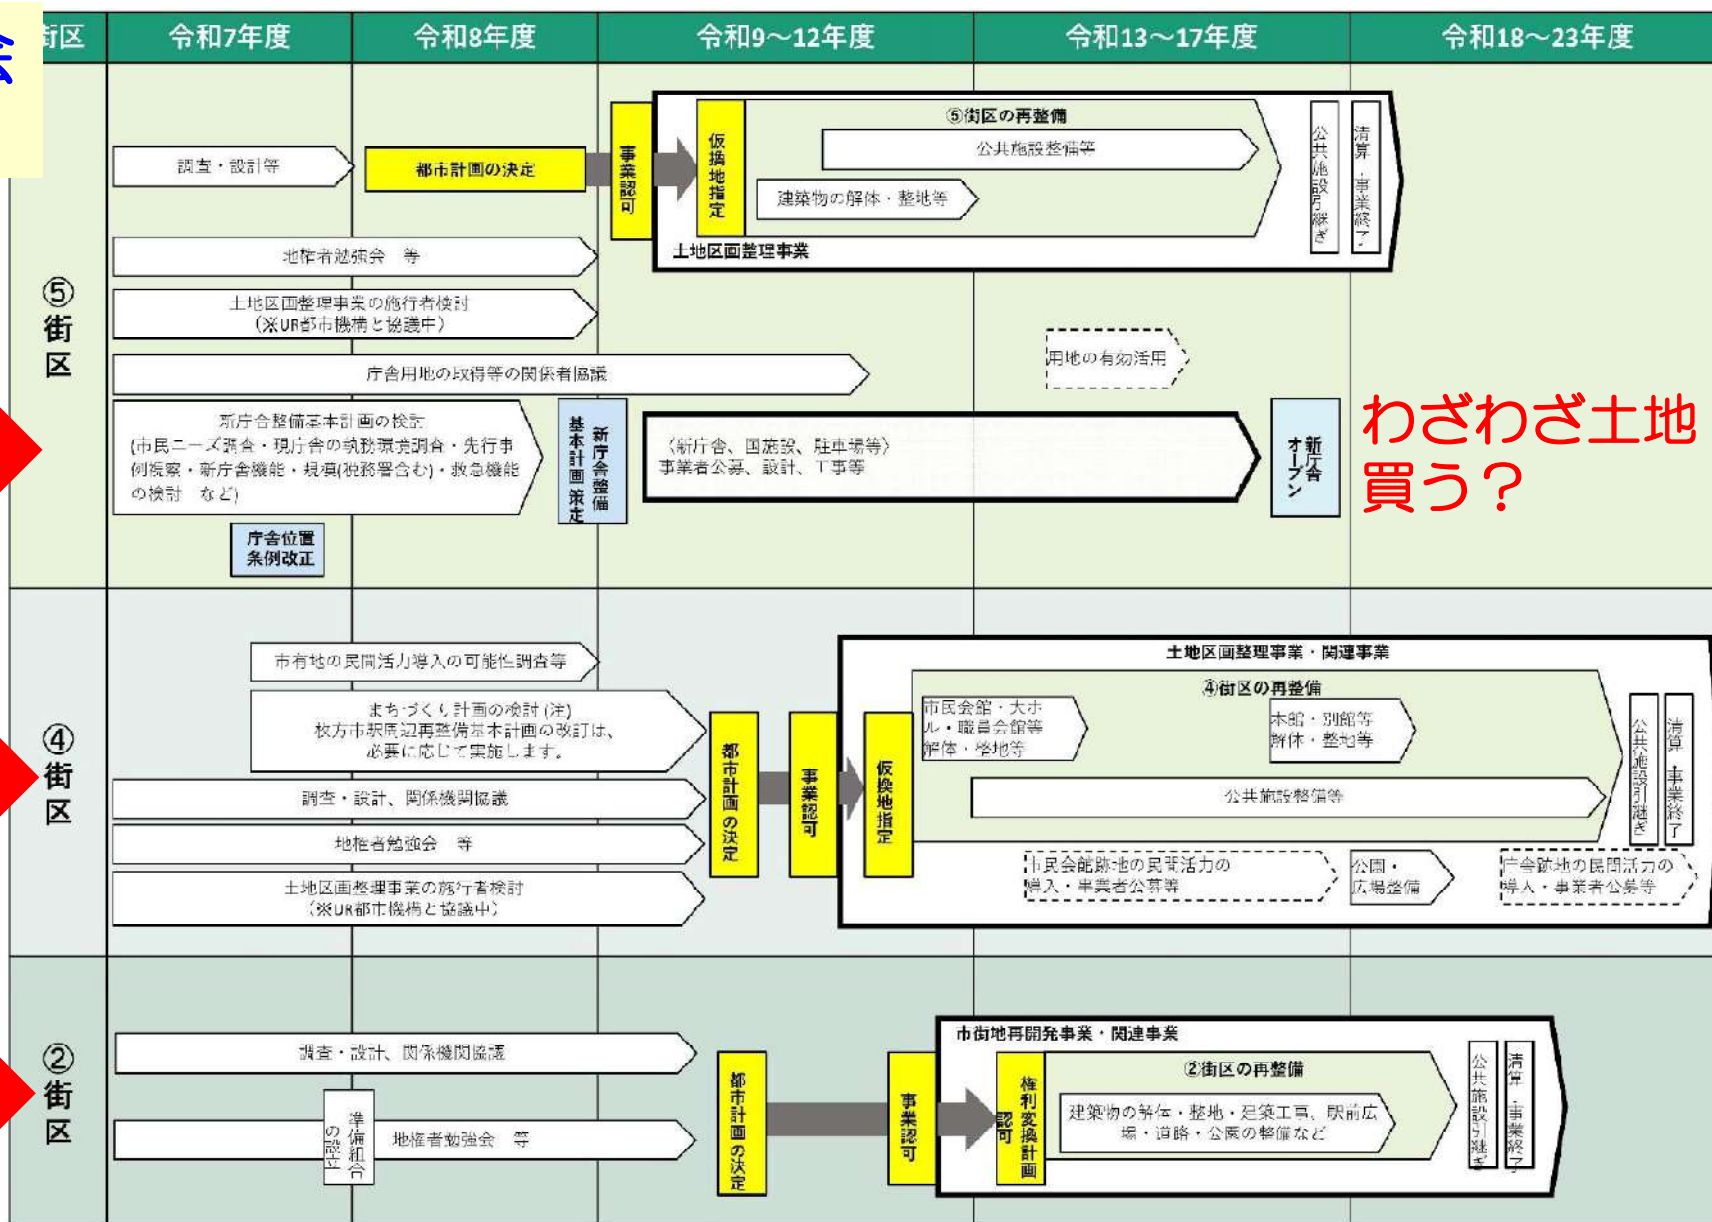 会
街区
令和7年度
令和8年度
令和9～12年度
令和13～17年度
令和18～23年度
⑤街区
調査・設計等
都市計画の決定
事業認可
仮換地指定
⑤街区の再整備
公共施設整備等
建築物の解体・整地等
土地区画整理事業
公共施設引継ぎ
清算・事業終了
地権者勉強会　等
土地区画整理事業の施行者検討
（※UR都市機構と協議中）
庁舎用地の取得等の関係者協議
用地の有効活用
新庁舎整備基本計画の検討
(市民ニーズ調査・現庁舎の執務環境調査・先行事
例視察・新庁舎機能・規模(税務署含む)・救急機能
の検討　など)
新庁舎整備
基本計画 策定
（新庁舎、国施設、駐車場等）
事業者公募、設計、工事等
新庁舎
オープン
わざわざ土地
買う？
庁舎位置
条例改正
④街区
市有地の民間活力導入の可能性調査等
まちづくり計画の検討 (注)
枚方市駅周辺再整備基本計画の改訂は、
必要に応じて実施します。
調査・設計、関係機関協議
地権者勉強会　等
土地区画整理事業の施行者検討
（※UR都市機構と協議中）
都市計画の決定
事業認可
仮換地指定
土地区画整理事業・関連事業
④街区の再整備
市民会館・大ホ
ル・職員会館等
解体・整地等
本館・別館等
解体・整地等
公共施設整備等
市民会館跡地の民間活力の
導入・事業者公募等
公園・
広場整備
庁舎跡地の民間活力の
導入・事業者公募等
公共施設引継ぎ
清算・事業終了
②街区
調査・設計、関係機関協議
準備組合
の設立
地権者勉強会　等
都市計画の決定
事業認可
市街地再開発事業・関連事業
権利変換計画
認可
②街区の再整備
建築物の解体・整地・建築工事、駅前広
場・道路・公園の整備など
公共施設引継ぎ
清算・事業終了